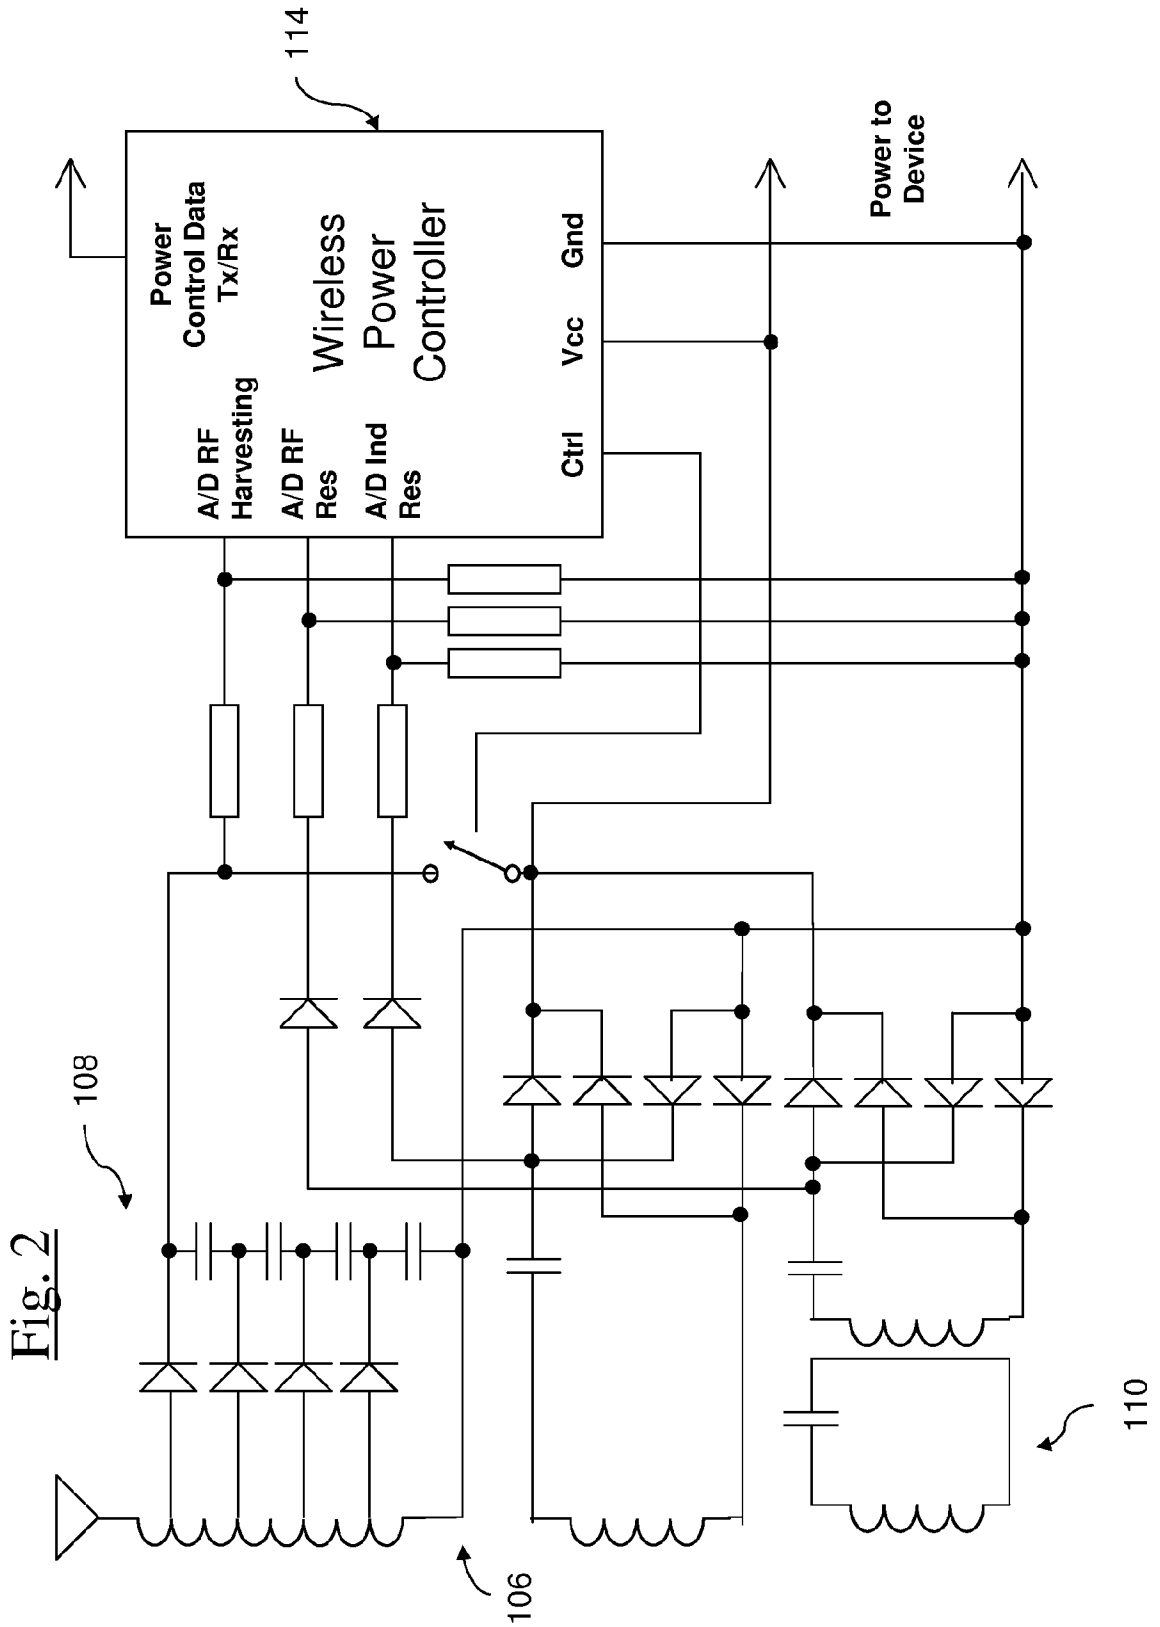 Fig. 2
108
114
106
110
Power
Control Data
Tx/Rx
A/D RF
Harvesting
A/D RF
Res
A/D Ind
Res
Wireless
Power
Controller
Ctrl
Vcc
Gnd
Power to
Device